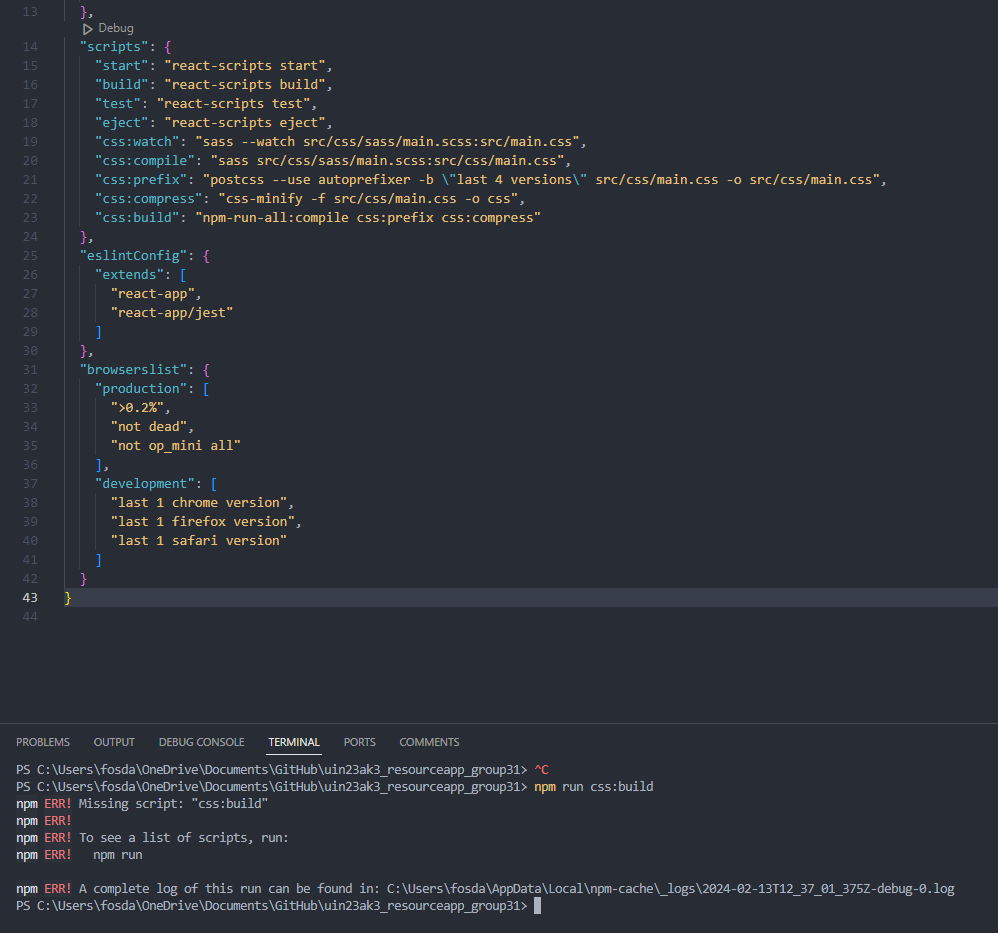 13 },
Debug
14 "scripts": {
15 "start": "react-scripts start",
16 "build": "react-scripts build",
17 "test": "react-scripts test",
18 "eject": "react-scripts eject",
19 "css:watch": "sass --watch src/css/sass/main.scss:src/main.css",
20 "css:compile": "sass src/css/sass/main.scss:src/css/main.css",
21 "css:prefix": "postcss --use autoprefixer -b \"last 4 versions\" src/css/main.css -o src/css/main.css",
22 "css:compress": "css-minify -f src/css/main.css -o css",
23 "css:build": "npm-run-all:compile css:prefix css:compress"
24 },
25 "eslintConfig": {
26 "extends": [
27 "react-app",
28 "react-app/jest"
29 ]
30 },
31 "browserslist": {
32 "production": [
33 ">0.2%",
34 "not dead",
35 "not op_mini all"
36 ],
37 "development": [
38 "last 1 chrome version",
39 "last 1 firefox version",
40 "last 1 safari version"
41 ]
42 }
43 }
44
PROBLEMS OUTPUT DEBUG CONSOLE TERMINAL PORTS COMMENTS
PS C:\Users\fosda\OneDrive\Documents\GitHub\uin23ak3_resourceapp_group31> ^C
PS C:\Users\fosda\OneDrive\Documents\GitHub\uin23ak3_resourceapp_group31> npm run css:build
npm ERR! Missing script: "css:build"
npm ERR!
npm ERR! To see a list of scripts, run:
npm ERR!   npm run
npm ERR! A complete log of this run can be found in: C:\Users\fosda\AppData\Local\npm-cache\_logs\2024-02-13T12_37_01_375Z-debug-0.log
PS C:\Users\fosda\OneDrive\Documents\GitHub\uin23ak3_resourceapp_group31>